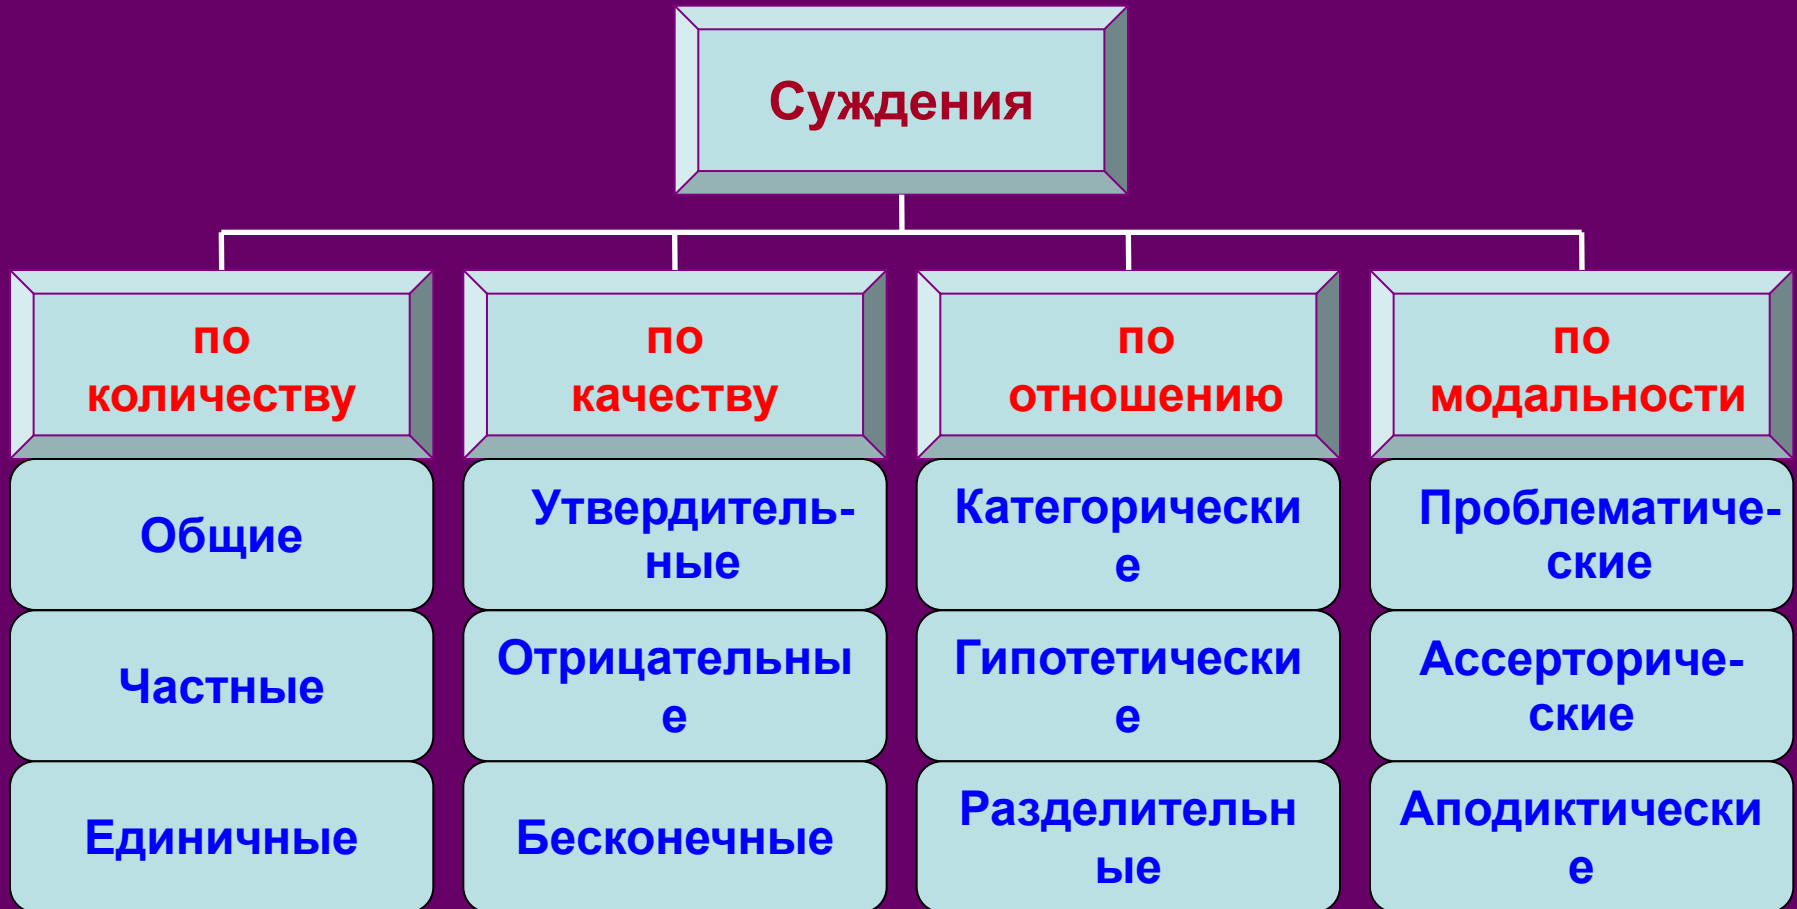 Суждения
по
количеству
по
качеству
по
отношению
по
модальности
Общие
Утвердитель-
ные
Категорически
е
Проблематиче-
ские
Частные
Отрицательны
е
Гипотетически
е
Ассерториче-
ские
Единичные
Бесконечные
Разделительн
ые
Аподиктически
е